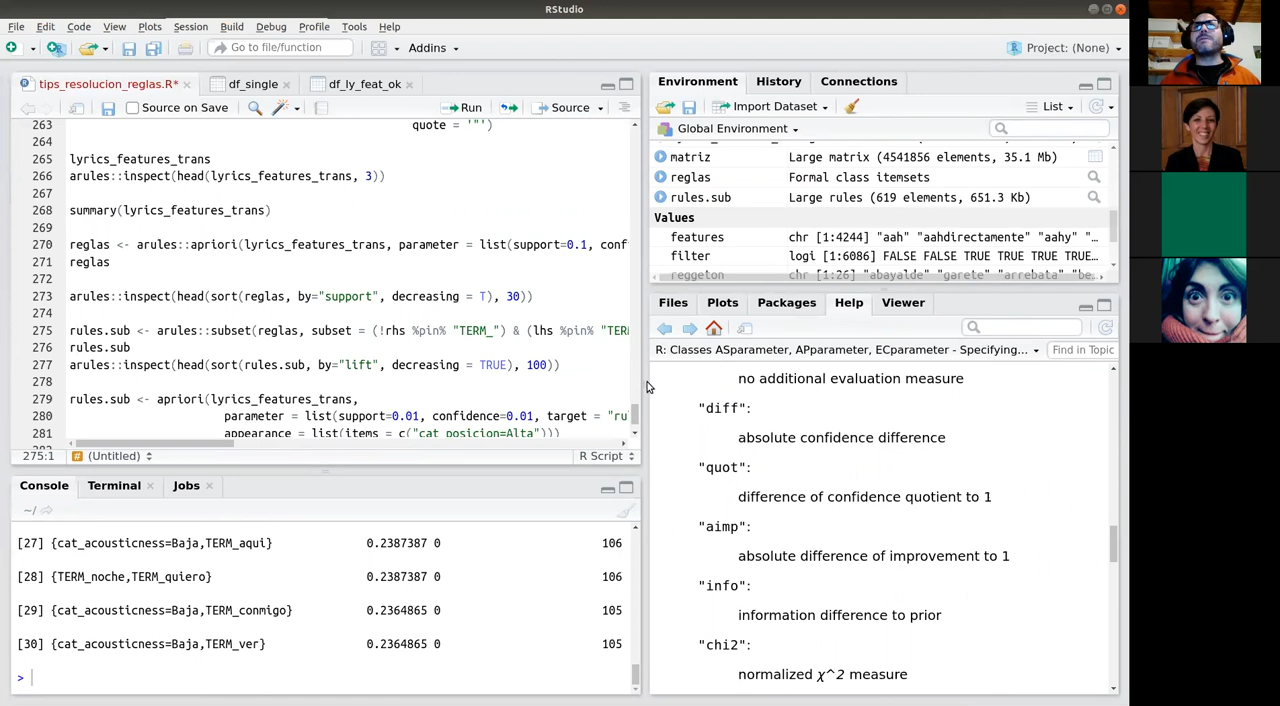 RStudio
File Edit Code View Plots Session Build Debug Profile Tools Help
Go to file/function Addins Project: (None)
tips_resolucion_reglas.R* df_single df_ly_feat_ok
Source on Save Run Source
263 quote = '"')
264
265 lyrics_features_trans
266 arules::inspect(head(lyrics_features_trans, 3))
267
268 summary(lyrics_features_trans)
269
270 reglas <- arules::apriori(lyrics_features_trans, parameter = list(support=0.1, conf
271 reglas
272
273 arules::inspect(head(sort(reglas, by="support", decreasing = T), 30))
274
275 rules.sub <- arules::subset(reglas, subset = (!rhs %pin% "TERM_") & (lhs %pin% "TER
276 rules.sub
277 arules::inspect(head(sort(rules.sub, by="lift", decreasing = TRUE), 100))
278
279 rules.sub <- apriori(lyrics_features_trans,
280 parameter = list(support=0.01, confidence=0.01, target = "ru
281 appearance = list(items = c("cat_posicion=Alta")))
275:1 # (Untitled) R Script
Console Terminal Jobs
~/
[27] {cat_acousticness=Baja,TERM_aqui} 0.2387387 0 106
[28] {TERM_noche,TERM_quiero} 0.2387387 0 106
[29] {cat_acousticness=Baja,TERM_conmigo} 0.2364865 0 105
[30] {cat_acousticness=Baja,TERM_ver} 0.2364865 0 105
>
Environment History Connections
Import Dataset List
Global Environment
matriz Large matrix (4541856 elements, 35.1 Mb)
reglas Formal class itemsets
rules.sub Large rules (619 elements, 651.3 Kb)
Values
features chr [1:4244] "aah" "aahdirectamente" "aahy" "…
filter logi [1:6086] FALSE FALSE TRUE TRUE TRUE TRUE…
reggeton chr [1:26] "abayalde" "garete" "arrebata" "be…
Files Plots Packages Help Viewer
R: Classes ASparameter, APparameter, ECparameter - Specifying... Find in Topic
no additional evaluation measure
"diff":
absolute confidence difference
"quot":
difference of confidence quotient to 1
"aimp":
absolute difference of improvement to 1
"info":
information difference to prior
"chi2":
normalized χ^2 measure